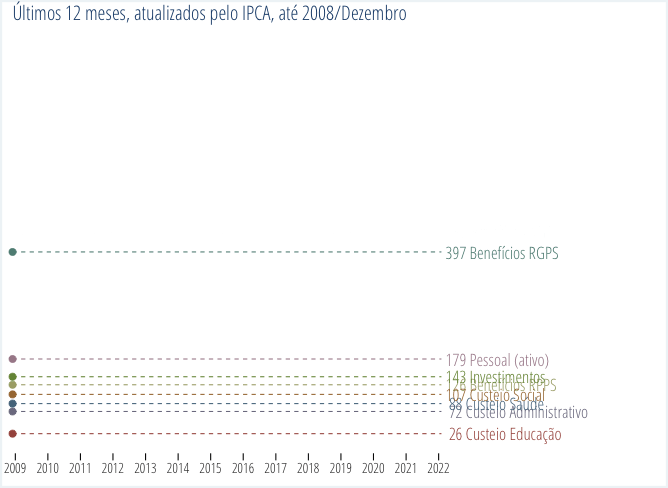 Últimos 12 meses, atualizados pelo IPCA, até 2008/Dezembro
397 Benefícios RGPS
179 Pessoal (ativo)
143 Investimentos
126 Benefícios RPPS
107 Custeio Social
88 Custeio Saúde
72 Custeio Administrativo
26 Custeio Educação
2009 2010 2011 2012 2013 2014 2015 2016 2017 2018 2019 2020 2021 2022